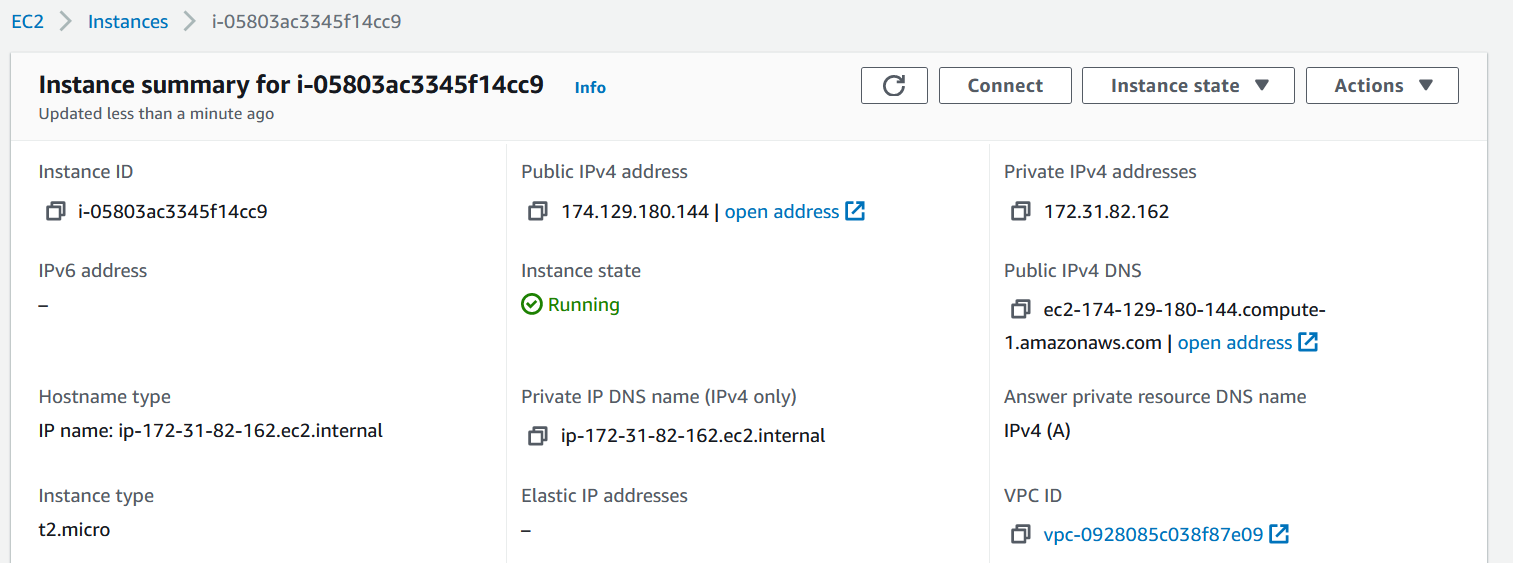 EC2 > Instances > i-05803ac3345f14cc9
Instance summary for i-05803ac3345f14cc9 Info
Updated less than a minute ago
Connect
Instance state
Actions
Instance ID
i-05803ac3345f14cc9
Public IPv4 address
174.129.180.144 | open address
Private IPv4 addresses
172.31.82.162
IPv6 address
–
Instance state
Running
Public IPv4 DNS
ec2-174-129-180-144.compute-
1.amazonaws.com | open address
Hostname type
IP name: ip-172-31-82-162.ec2.internal
Private IP DNS name (IPv4 only)
ip-172-31-82-162.ec2.internal
Answer private resource DNS name
IPv4 (A)
Instance type
t2.micro
Elastic IP addresses
–
VPC ID
vpc-0928085c038f87e09